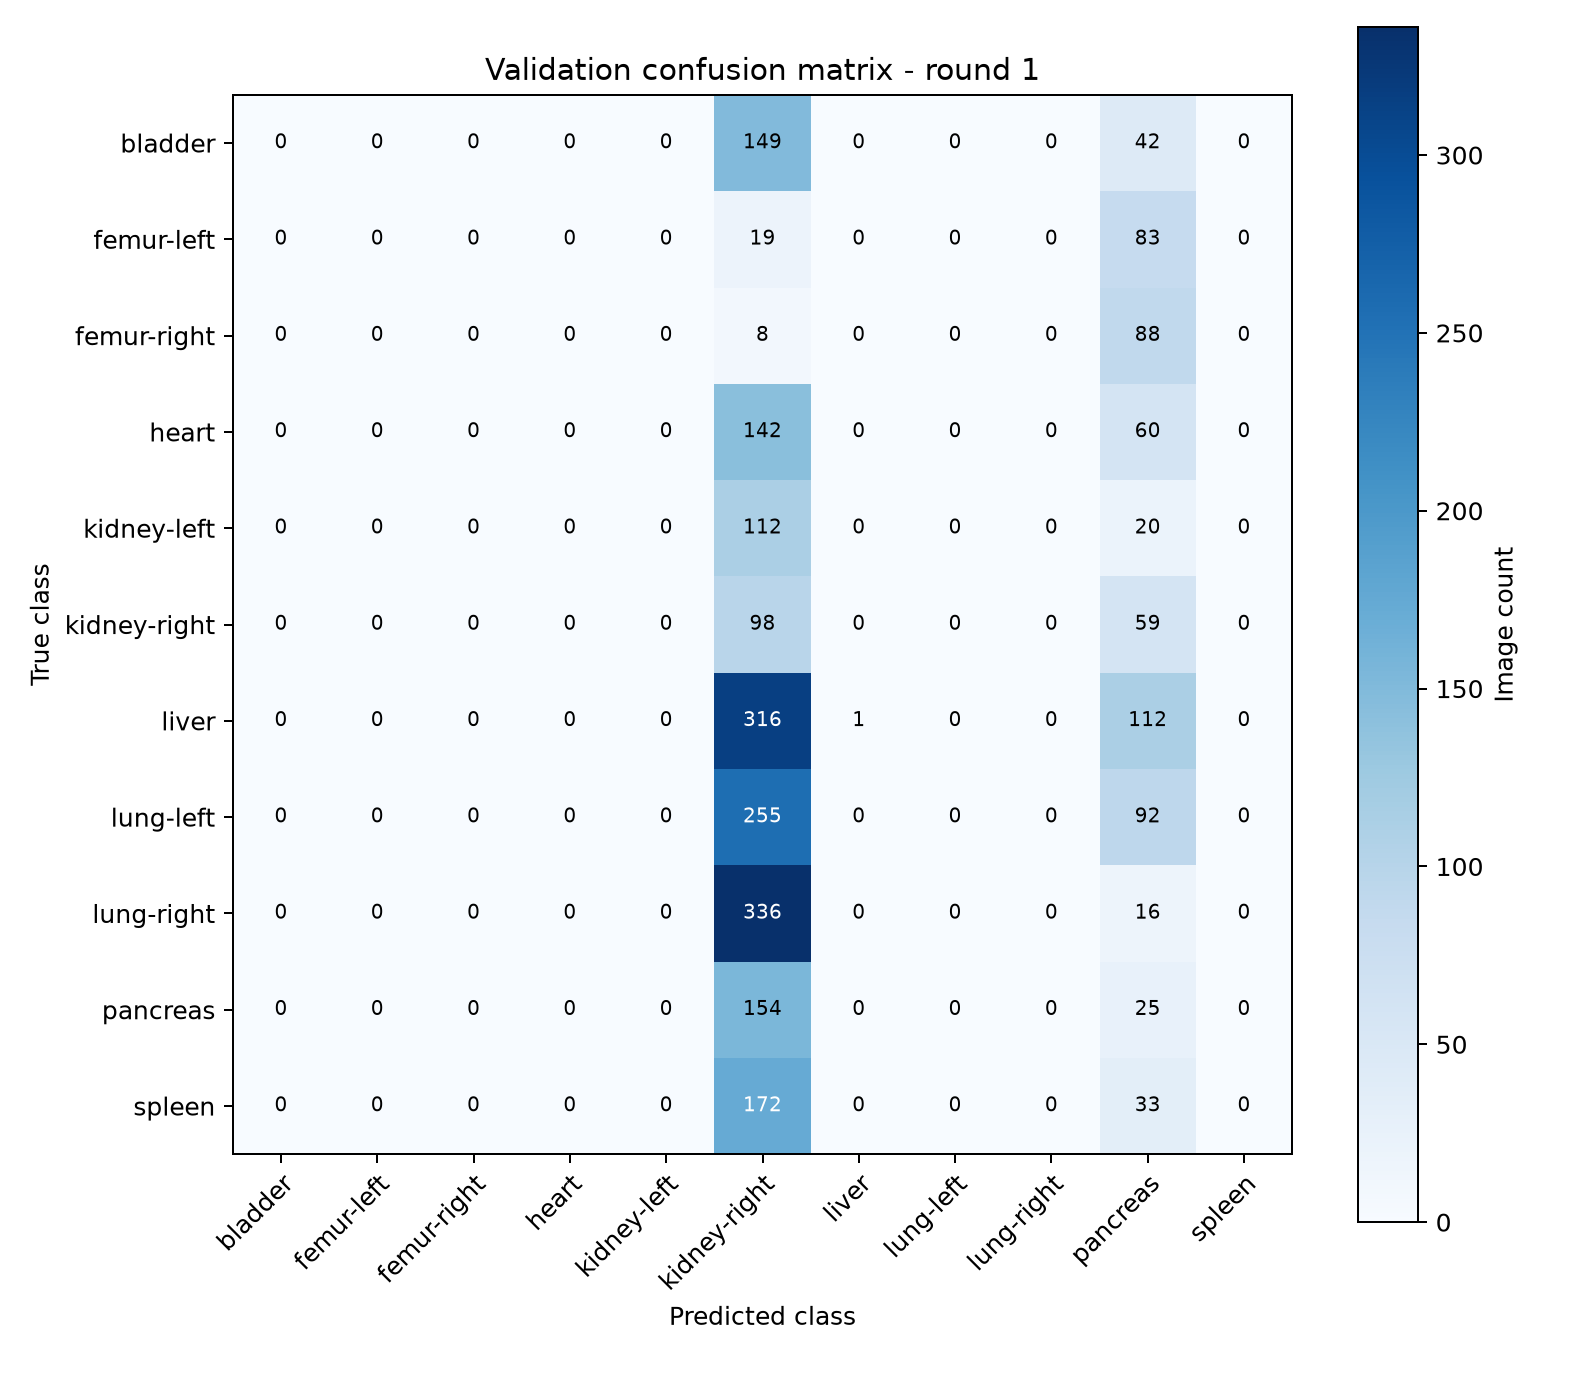 Validation confusion matrix - round 1
bladder 0 0 0 0 0 149 0 0 0 42 0
femur-left 0 0 0 0 0 19 0 0 0 83 0
femur-right 0 0 0 0 0 8 0 0 0 88 0
heart 0 0 0 0 0 142 0 0 0 60 0
kidney-left 0 0 0 0 0 112 0 0 0 20 0
kidney-right 0 0 0 0 0 98 0 0 0 59 0
liver 0 0 0 0 0 316 1 0 0 112 0
lung-left 0 0 0 0 0 255 0 0 0 92 0
lung-right 0 0 0 0 0 336 0 0 0 16 0
pancreas 0 0 0 0 0 154 0 0 0 25 0
spleen 0 0 0 0 0 172 0 0 0 33 0
True class
bladder femur-left femur-right heart kidney-left kidney-right liver lung-left lung-right pancreas spleen
Predicted class
300
250
200
150
100
50
0
Image count